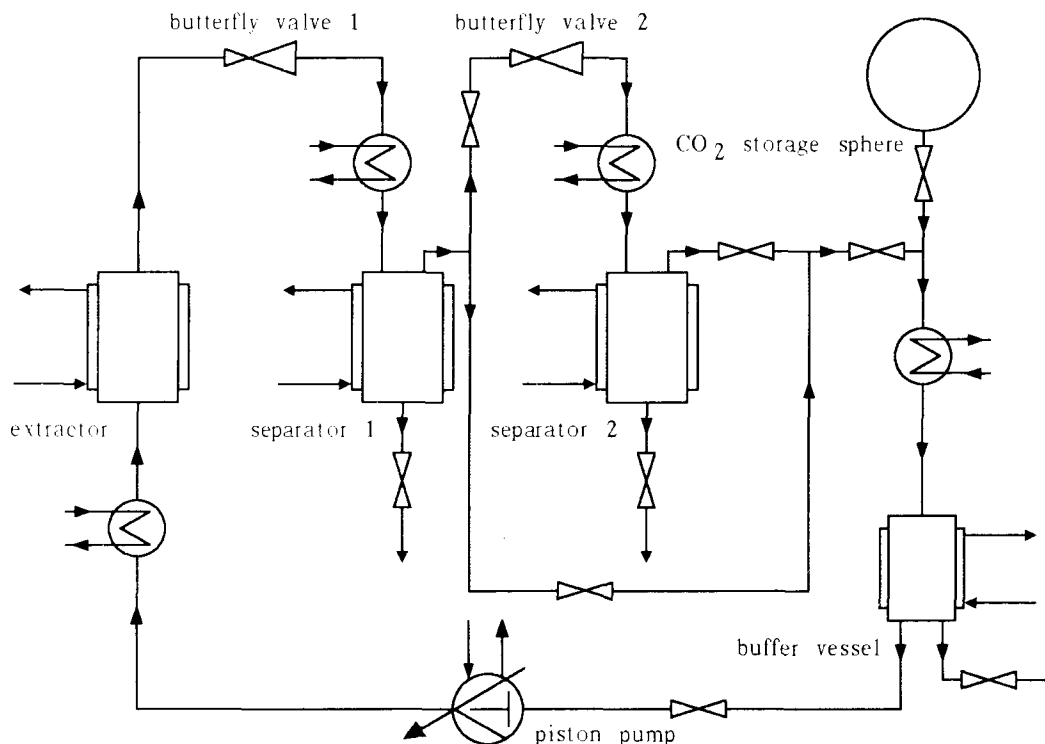 butterfly valve 1
butterfly valve 2
CO₂ storage sphere
extractor
separator 1
separator 2
buffer vessel
piston pump